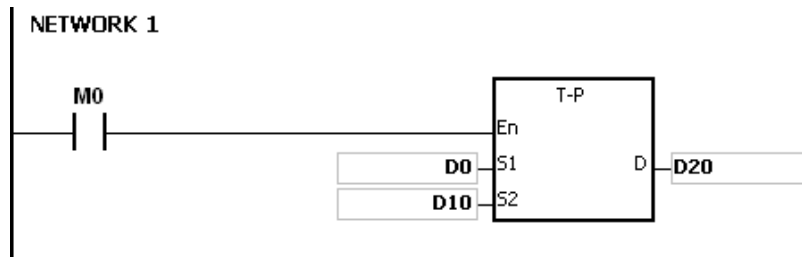 NETWORK 1
M0
T-P
En
D0 S1 D D20
D10 S2